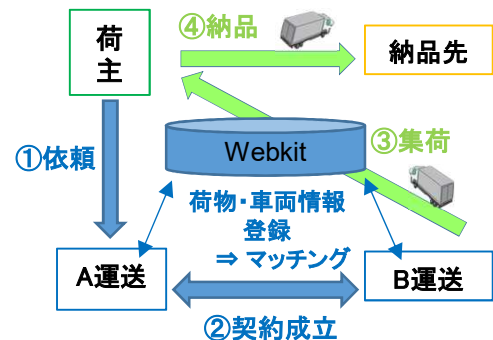 荷
主
④納品
納品先
①依頼
Webkit
③集荷
荷物・車両情報
登録
⇒ マッチング
A運送
B運送
②契約成立